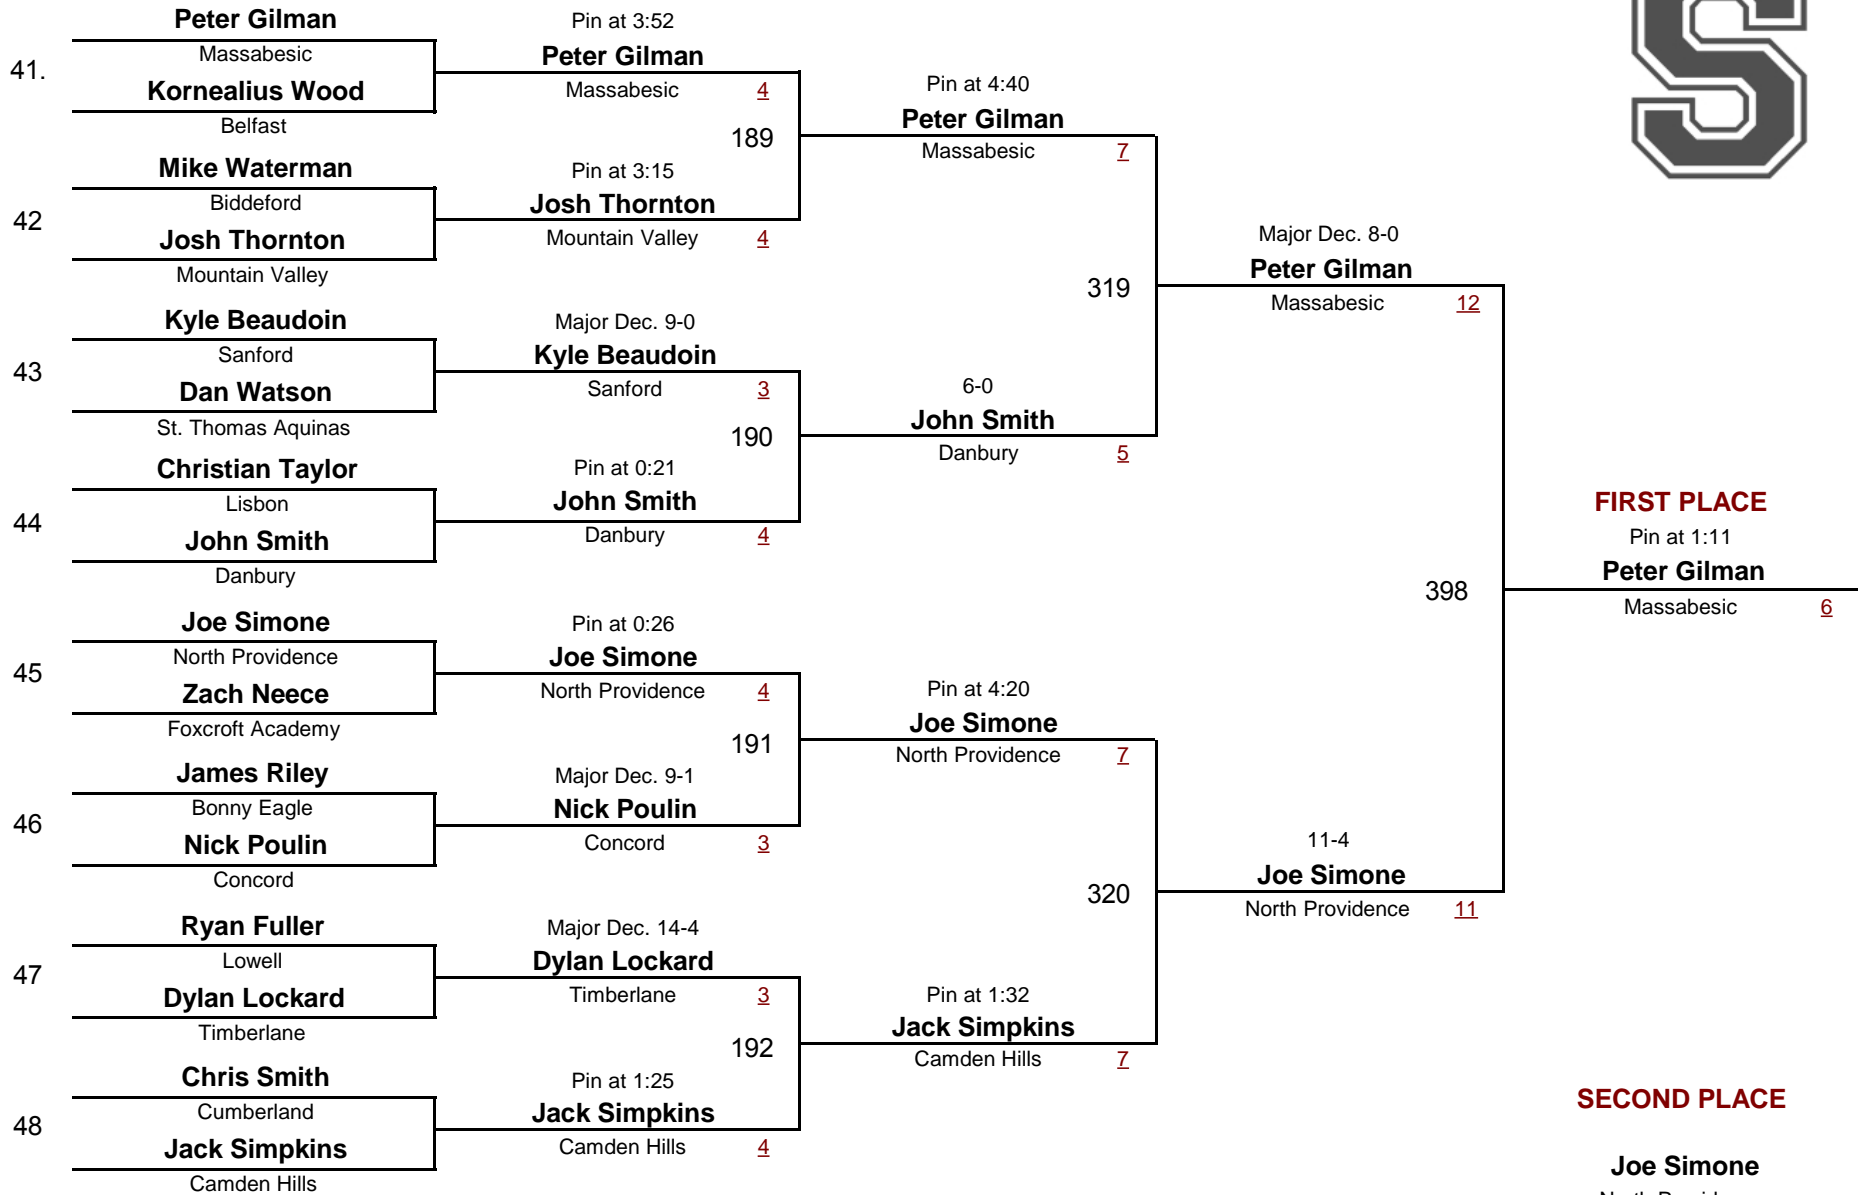 Peter Gilman
Massabesic
41.
Kornealius Wood
Belfast
Mike Waterman
Biddeford
42
Josh Thornton
Mountain Valley
Kyle Beaudoin
Sanford
43
Dan Watson
St. Thomas Aquinas
Christian Taylor
Lisbon
44
John Smith
Danbury
Joe Simone
North Providence
45
Zach Neece
Foxcroft Academy
James Riley
Bonny Eagle
46
Nick Poulin
Concord
Ryan Fuller
Lowell
47
Dylan Lockard
Timberlane
Chris Smith
Cumberland
48
Jack Simpkins
Camden Hills
Pin at 3:52
Peter Gilman
Massabesic 4
189
Pin at 3:15
Josh Thornton
Mountain Valley 4
Major Dec. 9-0
Kyle Beaudoin
Sanford 3
190
Pin at 0:21
John Smith
Danbury 4
Pin at 0:26
Joe Simone
North Providence 4
191
Major Dec. 9-1
Nick Poulin
Concord 3
Major Dec. 14-4
Dylan Lockard
Timberlane 3
192
Pin at 1:25
Jack Simpkins
Camden Hills 4
Pin at 4:40
Peter Gilman
Massabesic 7
319
6-0
John Smith
Danbury 5
Pin at 4:20
Joe Simone
North Providence 7
320
Pin at 1:32
Jack Simpkins
Camden Hills 7
Major Dec. 8-0
Peter Gilman
Massabesic 12
398
11-4
Joe Simone
North Providence 11
S
FIRST PLACE
Pin at 1:11
Peter Gilman
Massabesic 6
SECOND PLACE
Joe Simone